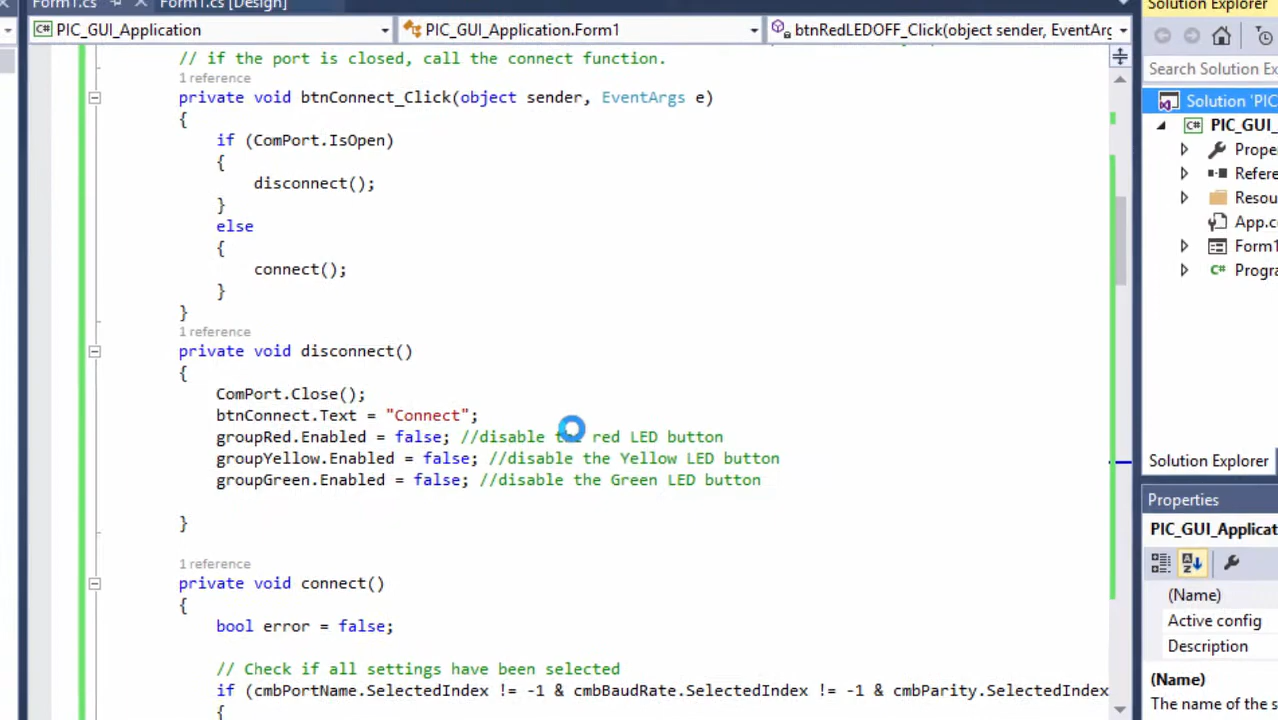 Form1.cs
Form1.cs [Design]
Solution Explorer
PIC_GUI_Application
PIC_GUI_Application.Form1
btnRedLEDOFF_Click(object sender, EventArg
// if the port is closed, call the connect function.
1 reference
private void btnConnect_Click(object sender, EventArgs e)
{
if (ComPort.IsOpen)
{
disconnect();
}
else
{
connect();
}
}
1 reference
private void disconnect()
{
ComPort.Close();
btnConnect.Text = "Connect";
groupRed.Enabled = false; //disable the red LED button
groupYellow.Enabled = false; //disable the Yellow LED button
groupGreen.Enabled = false; //disable the Green LED button
}
1 reference
private void connect()
{
bool error = false;
// Check if all settings have been selected
if (cmbPortName.SelectedIndex != -1 & cmbBaudRate.SelectedIndex != -1 & cmbParity.SelectedIndex
{
Search Solution Ex
Solution 'PIC
C# PIC_GUI_
Prope
Refere
Resou
App.co
Form1
C# Progra
Solution Explorer
Properties
PIC_GUI_Applicat
(Name)
Active config
Description
(Name)
The name of the s